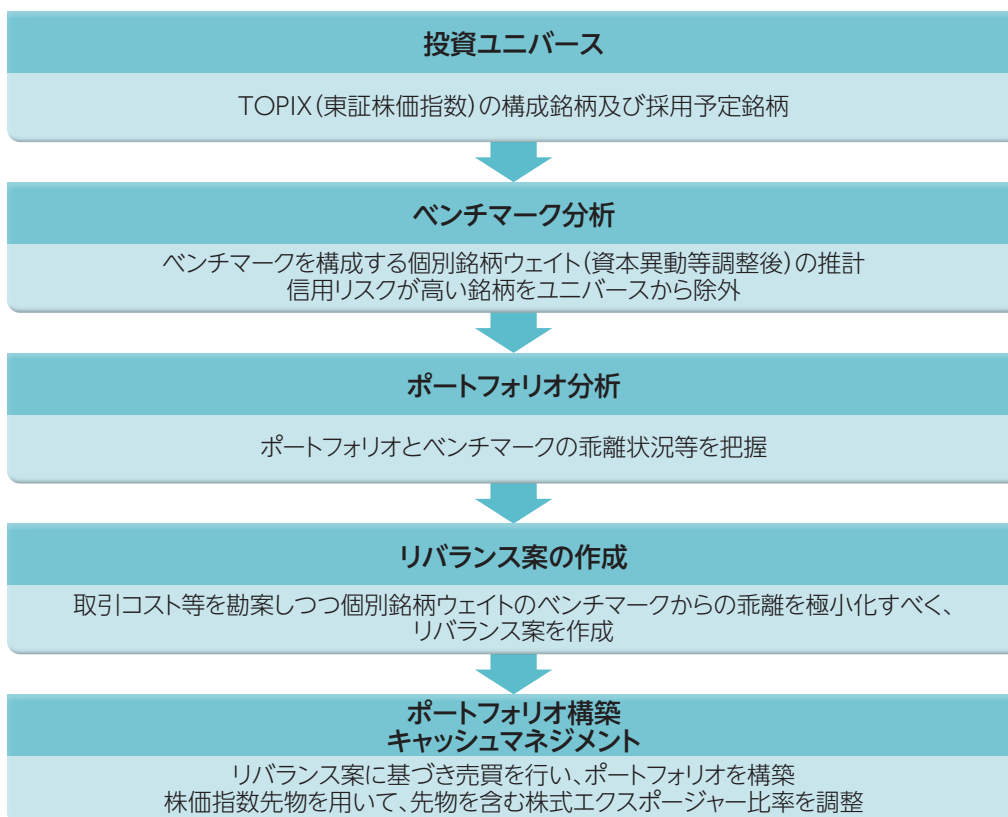 投資ユニバース
TOPIX（東証株価指数）の構成銘柄及び採用予定銘柄
ベンチマーク分析
ベンチマークを構成する個別銘柄ウェイト（資本異動等調整後）の推計
信用リスクが高い銘柄をユニバースから除外
ポートフォリオ分析
ポートフォリオとベンチマークの乖離状況等を把握
リバランス案の作成
取引コスト等を勘案しつつ個別銘柄ウェイトのベンチマークからの乖離を極小化すべく、
リバランス案を作成
ポートフォリオ構築
キャッシュマネジメント
リバランス案に基づき売買を行い、ポートフォリオを構築
株価指数先物を用いて、先物を含む株式エクスポージャー比率を調整